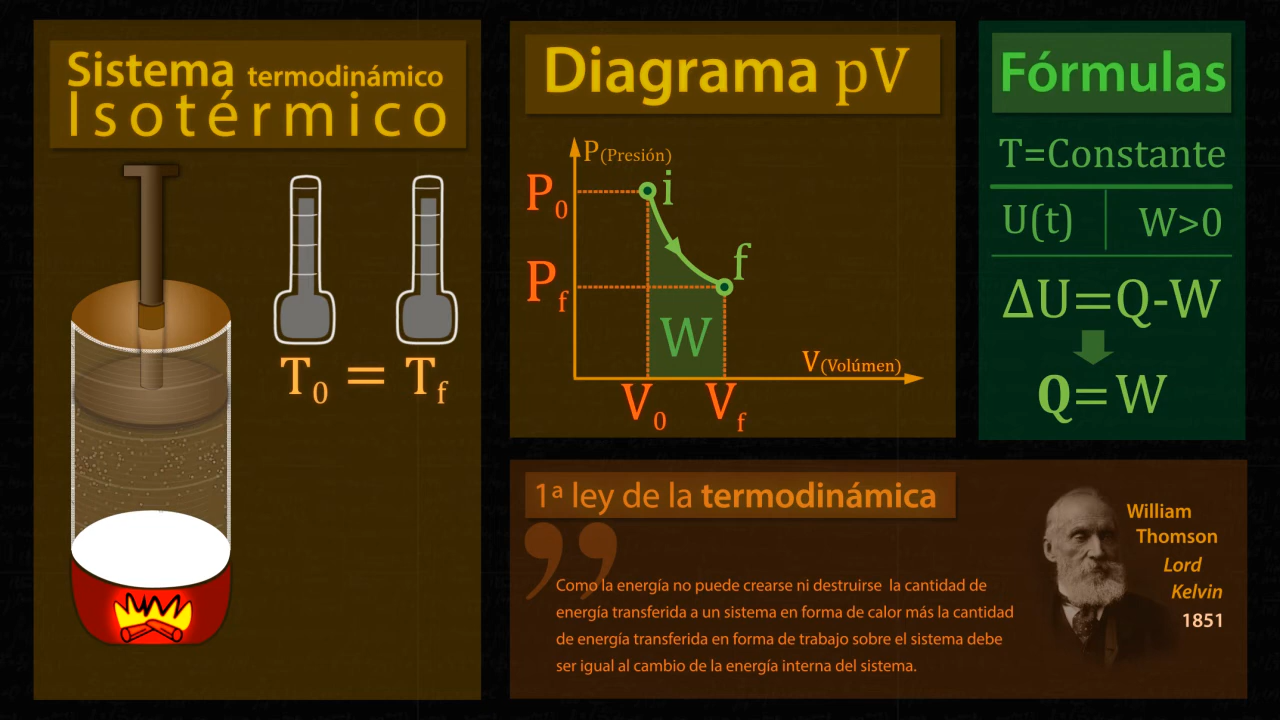 Sistema termodinámico
Isotérmico
T0 = Tf
Diagrama pV
P(Presión)
P0
i
f
Pf
W
V(Volúmen)
V0
Vf
Fórmulas
T=Constante
U(t) W>0
ΔU=Q-W
Q=W
1ª ley de la termodinámica
”
Como la energía no puede crearse ni destruirse la cantidad de
energía transferida a un sistema en forma de calor más la cantidad
de energía transferida en forma de trabajo sobre el sistema debe
ser igual al cambio de la energía interna del sistema.
William
Thomson
Lord
Kelvin
1851